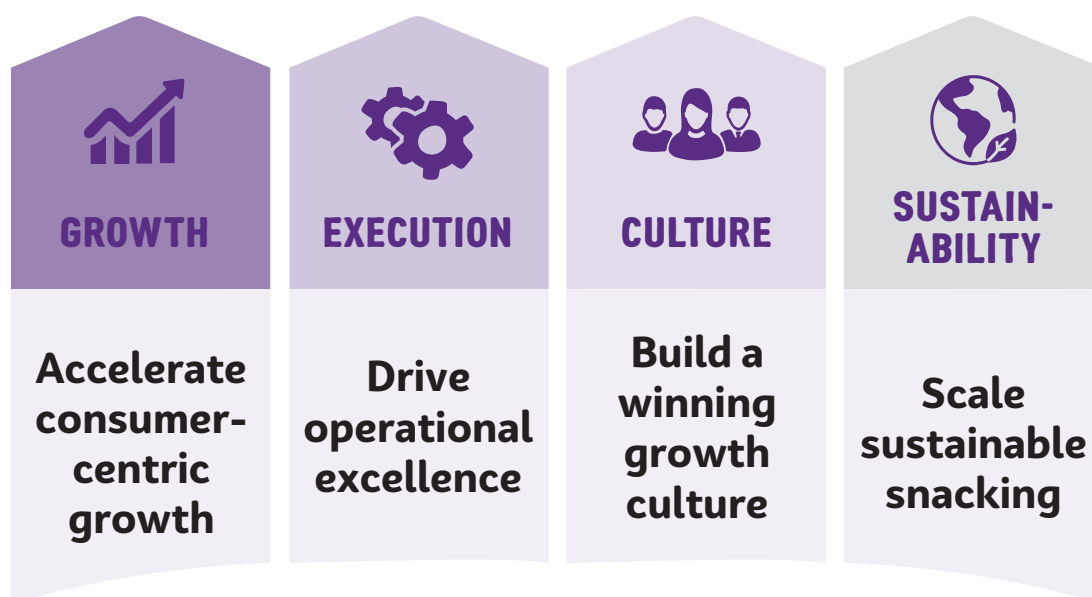 GROWTH
Accelerate
consumer-
centric
growth
EXECUTION
Drive
operational
excellence
CULTURE
Build a
winning
growth
culture
SUSTAIN-
ABILITY
Scale
sustainable
snacking